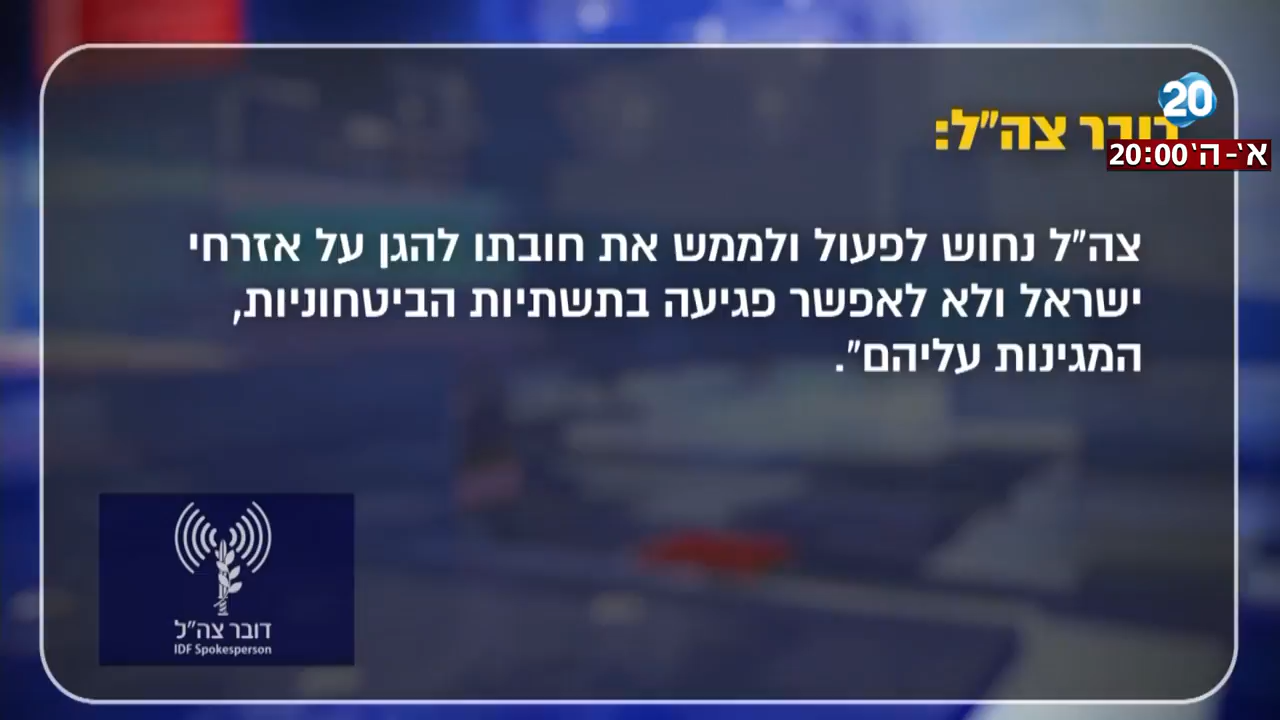 20
דובר צה"ל:
א'-ה' 20:00
צה"ל נחוש לפעול ולממש את חובתו להגן על אזרחי
ישראל ולא לאפשר פגיעה בתשתיות הביטחוניות,
המגינות עליהם".
דובר צה"ל
IDF Spokesperson